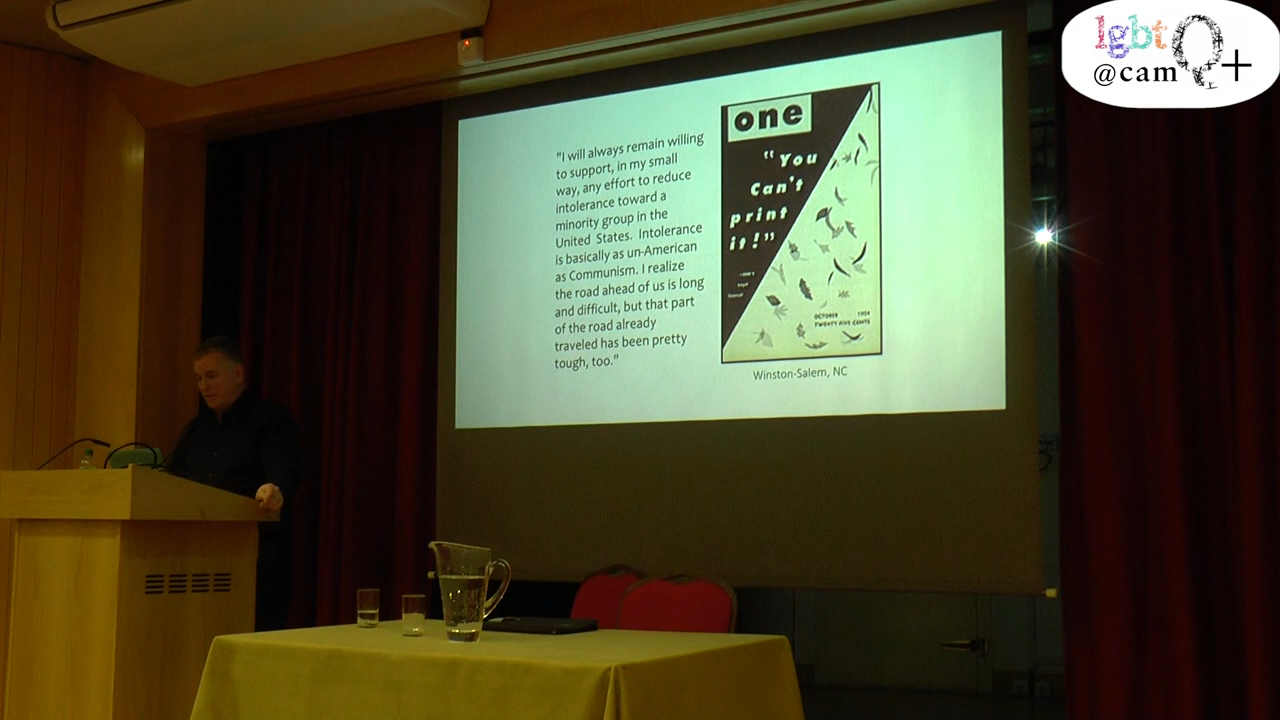 lgbt
@cam Q+
"I will always remain willing
to support, in my small
way, any effort to reduce
intolerance toward a
minority group in the
United States. Intolerance
is basically as un-American
as Communism. I realize
the road ahead of us is long
and difficult, but that part
of the road already
traveled has been pretty
tough, too."
one
"You
Can't
print
it!"
OCTOBER 1954
TWENTY FIVE CENTS
Winston-Salem, NC